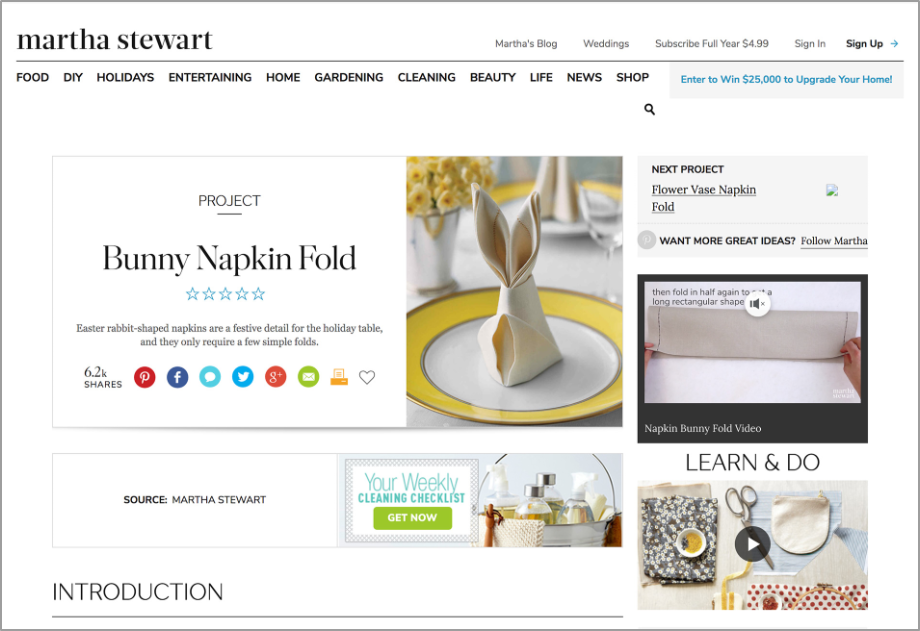 martha stewart
Martha's Blog Weddings Subscribe Full Year $4.99 Sign In Sign Up
FOOD DIY HOLIDAYS ENTERTAINING HOME GARDENING CLEANING BEAUTY LIFE NEWS SHOP
Enter to Win $25,000 to Upgrade Your Home!
PROJECT
Bunny Napkin Fold
Easter rabbit-shaped napkins are a festive detail for the holiday table,
and they only require a few simple folds.
6.2k
SHARES
SOURCE: MARTHA STEWART
Your Weekly
CLEANING CHECKLIST
GET NOW
INTRODUCTION
NEXT PROJECT
Flower Vase Napkin
Fold
WANT MORE GREAT IDEAS? Follow Martha
then fold in half again to get a
long rectangular shape
martha
stewart
Napkin Bunny Fold Video
LEARN & DO